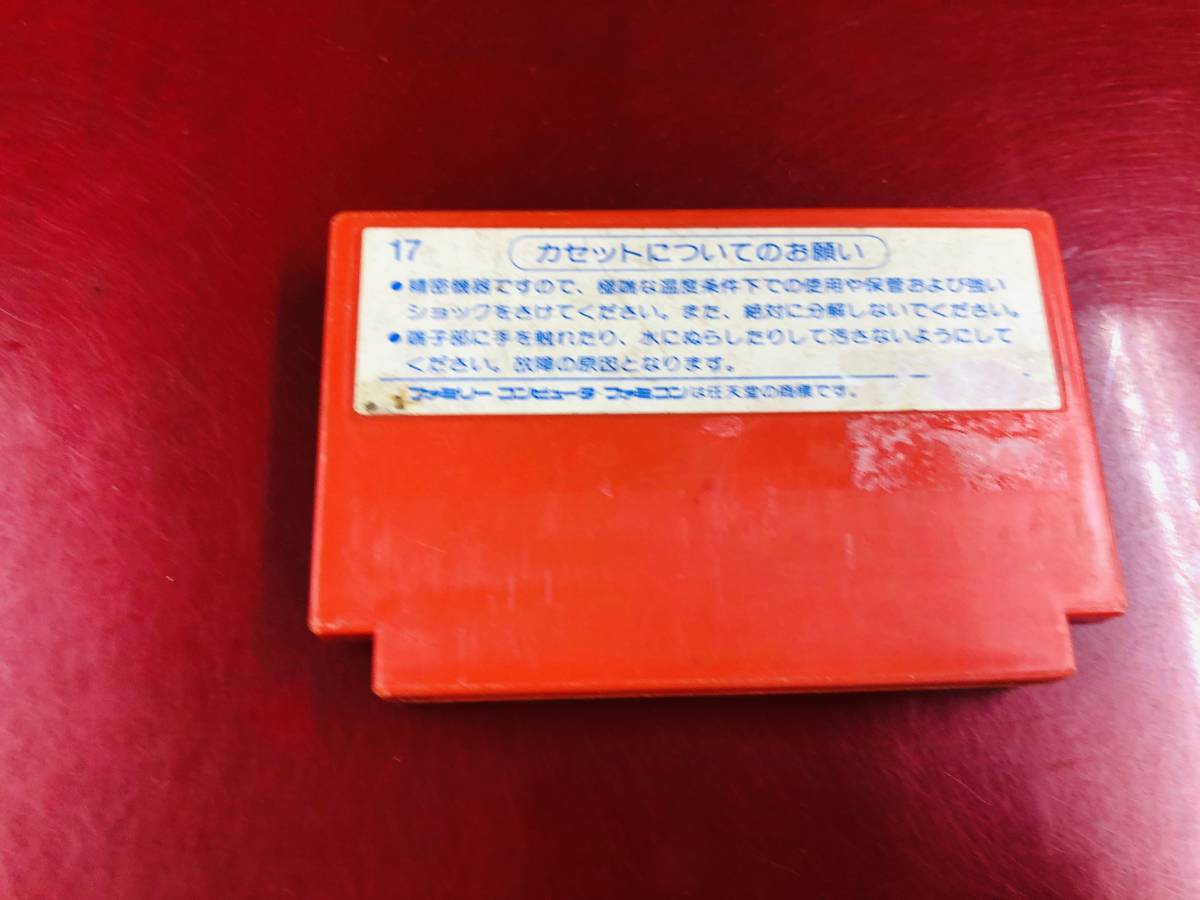 17
カセットについてのお願い
●精密機器ですので、極端な温度条件下での使用や保管および強い
ショックをさけてください。また、絶対に分解しないでください。
●端子部に手を触れたり、水にぬらしたりして汚さないようにして
ください。故障の原因となります。
ファミリーコンピュータ・ファミコンは任天堂の商標です。